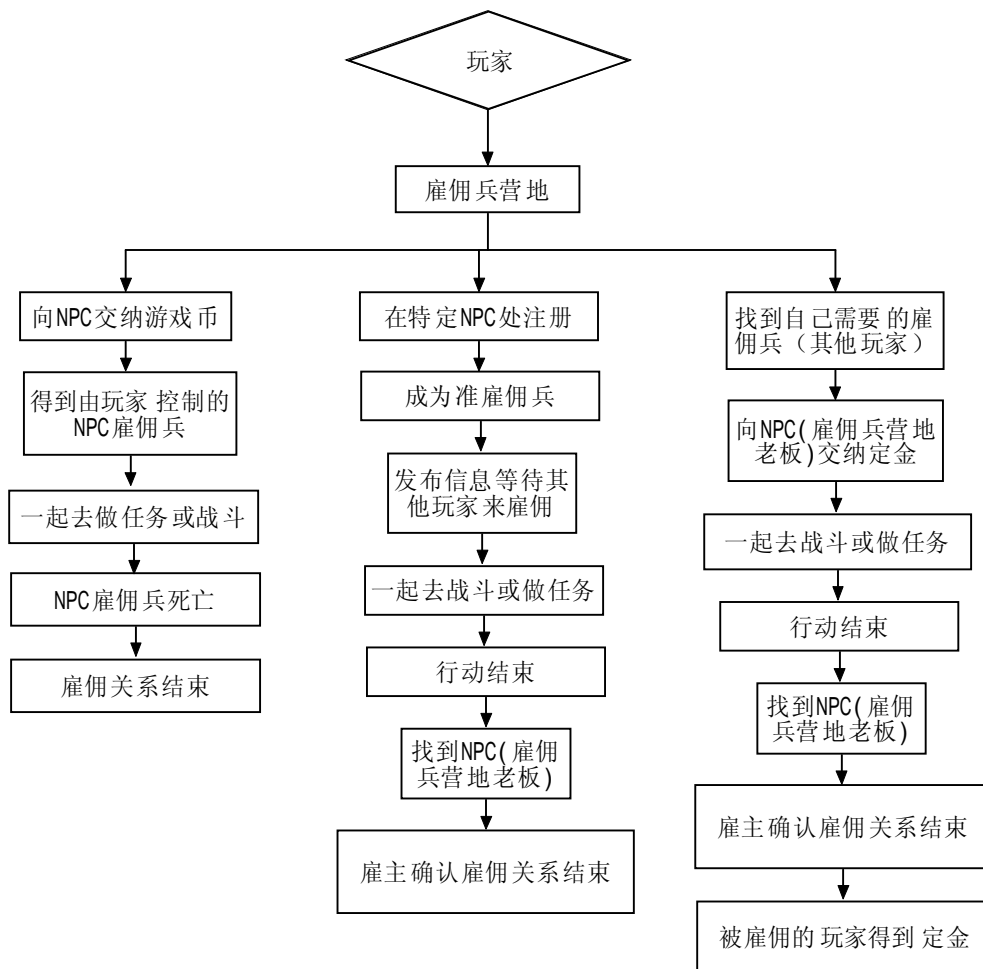 玩家
雇佣兵营地
向NPC交纳游戏币
得到由玩家控制的
NPC雇佣兵
一起去做任务或战斗
NPC雇佣兵死亡
雇佣关系结束
在特定NPC处注册
成为准雇佣兵
发布信息等待其
他玩家来雇佣
一起去战斗或做任务
行动结束
找到NPC(雇佣
兵营地老板)
雇主确认雇佣关系结束
找到自己需要的雇
佣兵（其他玩家）
向NPC(雇佣兵营地
老板)交纳定金
一起去战斗或做任务
行动结束
找到NPC(雇佣
兵营地老板)
雇主确认雇佣关系结束
被雇佣的玩家得到定金